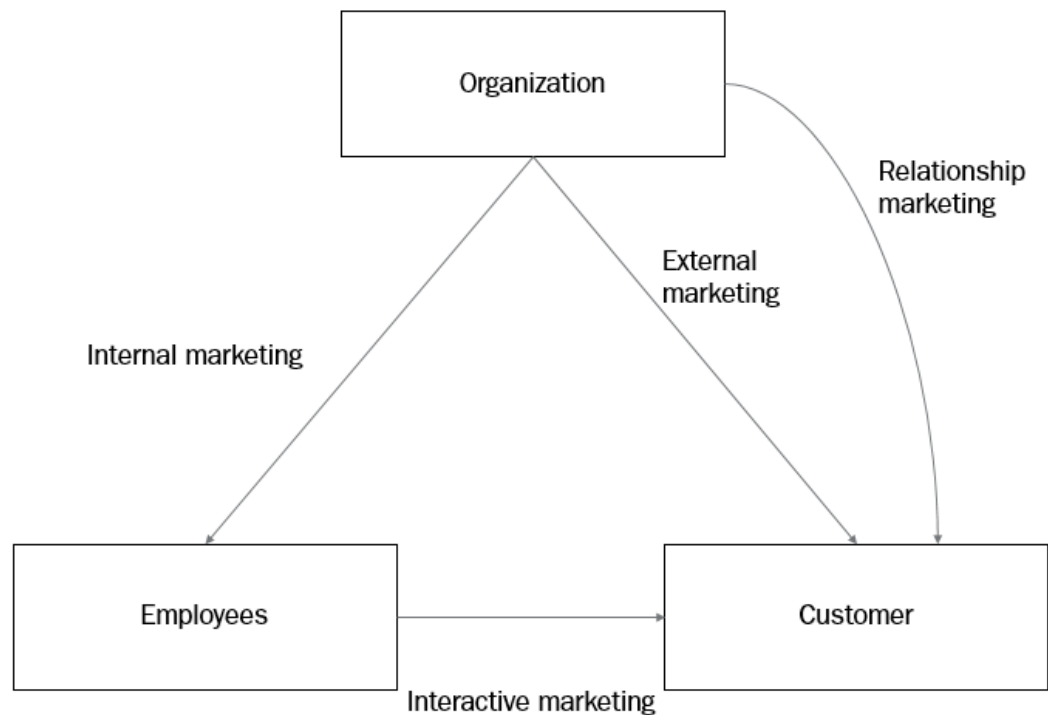 Organization
Relationship
marketing
External
marketing
Internal marketing
Employees
Customer
Interactive marketing